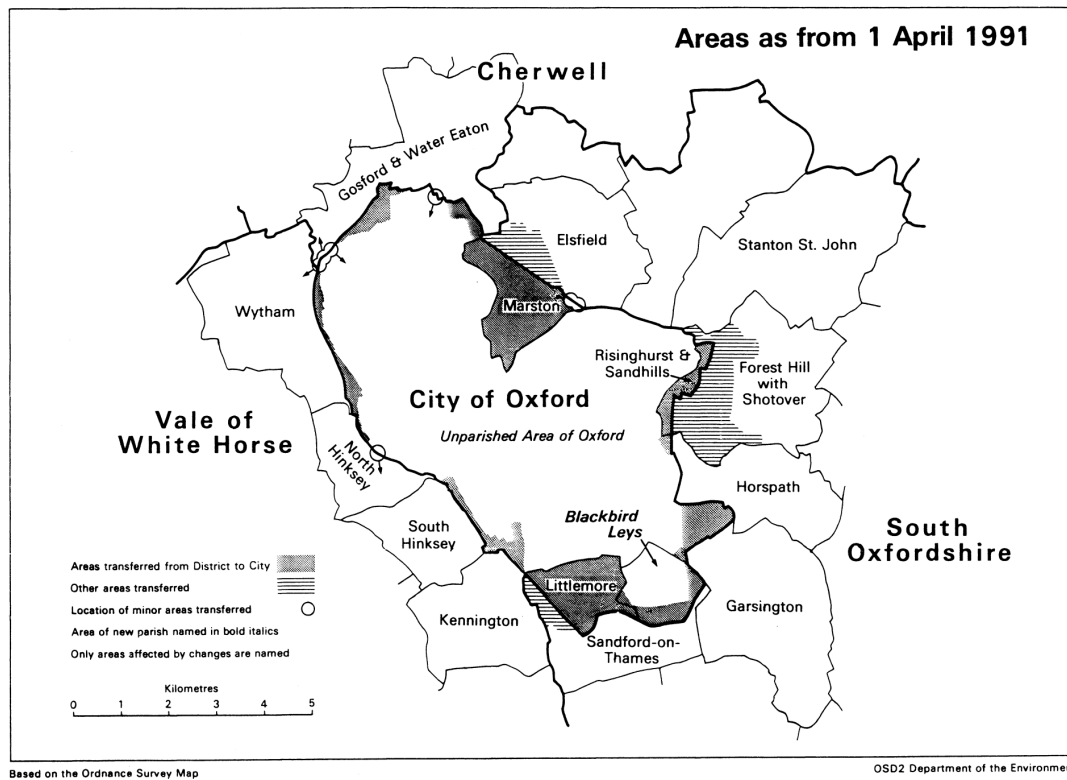 Areas as from 1 April 1991
Cherwell
Gosford & Water Eaton
Elsfield
Stanton St. John
Wytham
Marston
Risinghurst &
Sandhills
Forest Hill
with
Shotover
City of Oxford
Unparished Area of Oxford
Vale of
White Horse
North
Hinksey
Horspath
South
Hinksey
Blackbird
Leys
South
Oxfordshire
Areas transferred from District to City
Other areas transferred
Location of minor areas transferred
Area of new parish named in bold italics
Only areas affected by changes are named
Littlemore
Kennington
Garsington
Sandford-on-
Thames
Kilometres
0 1 2 3 4 5
Based on the Ordnance Survey Map
OSD2 Department of the Environme